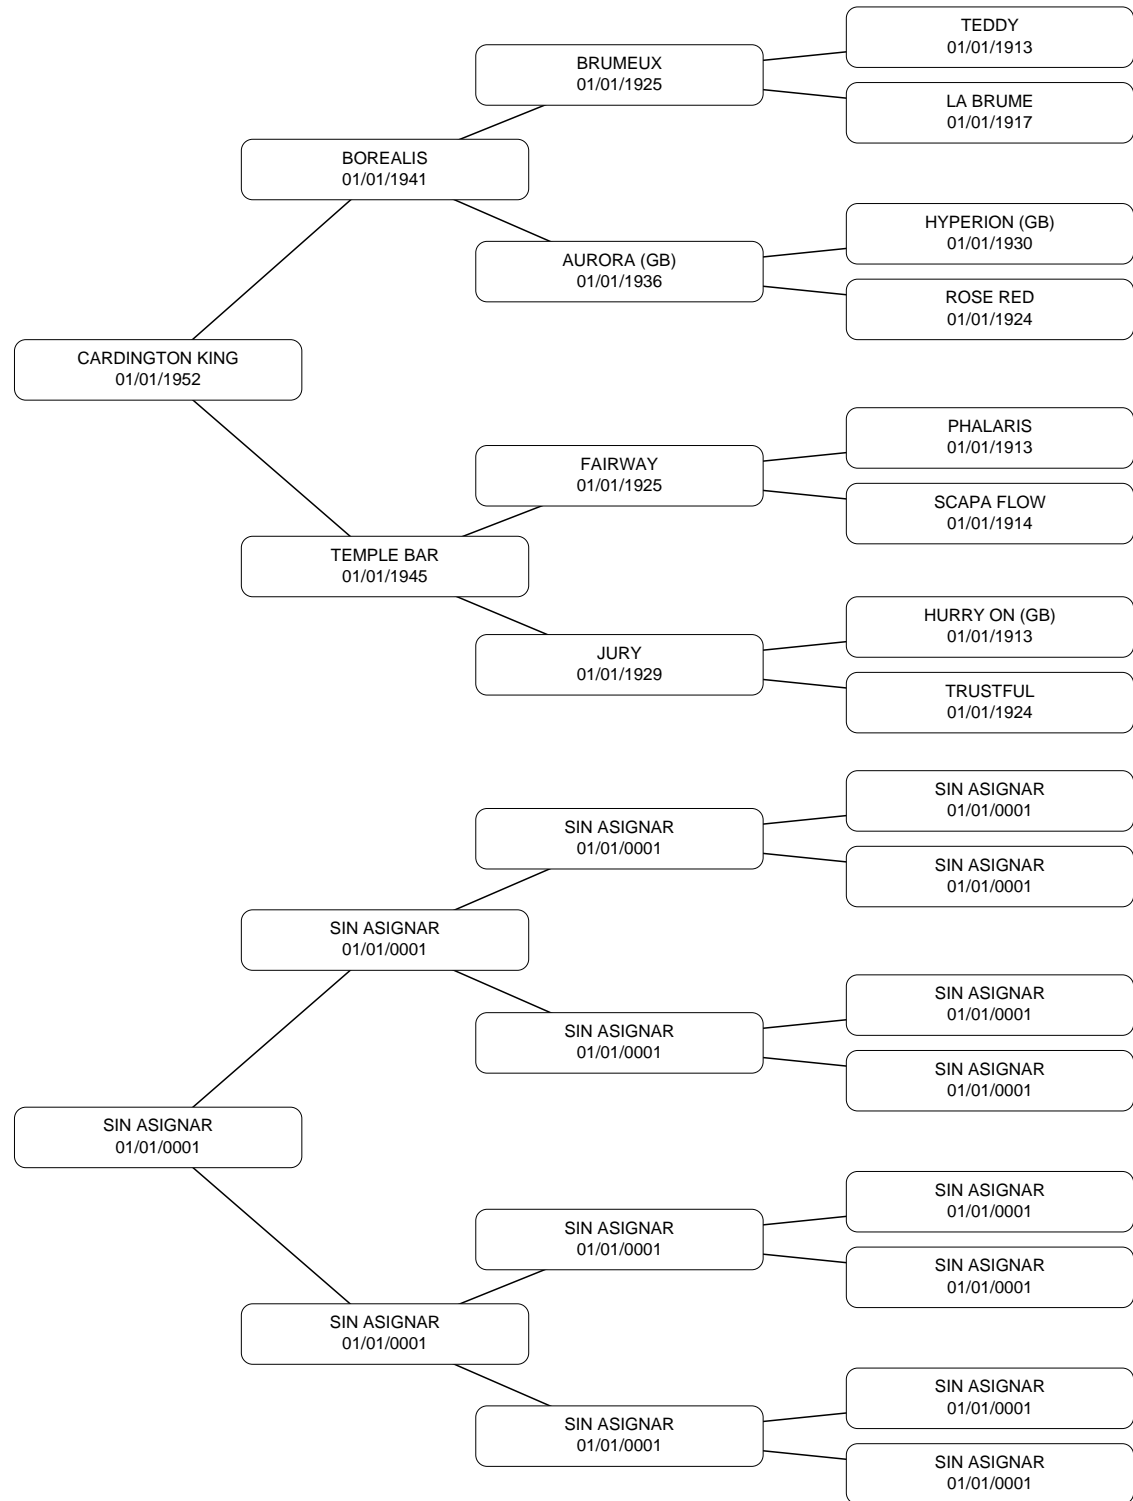 TEDDY
01/01/1913
BRUMEUX
01/01/1925
LA BRUME
01/01/1917
BOREALIS
01/01/1941
HYPERION (GB)
01/01/1930
AURORA (GB)
01/01/1936
ROSE RED
01/01/1924
CARDINGTON KING
01/01/1952
PHALARIS
01/01/1913
FAIRWAY
01/01/1925
SCAPA FLOW
01/01/1914
TEMPLE BAR
01/01/1945
HURRY ON (GB)
01/01/1913
JURY
01/01/1929
TRUSTFUL
01/01/1924
SIN ASIGNAR
01/01/0001
SIN ASIGNAR
01/01/0001
SIN ASIGNAR
01/01/0001
SIN ASIGNAR
01/01/0001
SIN ASIGNAR
01/01/0001
SIN ASIGNAR
01/01/0001
SIN ASIGNAR
01/01/0001
SIN ASIGNAR
01/01/0001
SIN ASIGNAR
01/01/0001
SIN ASIGNAR
01/01/0001
SIN ASIGNAR
01/01/0001
SIN ASIGNAR
01/01/0001
SIN ASIGNAR
01/01/0001
SIN ASIGNAR
01/01/0001
SIN ASIGNAR
01/01/0001